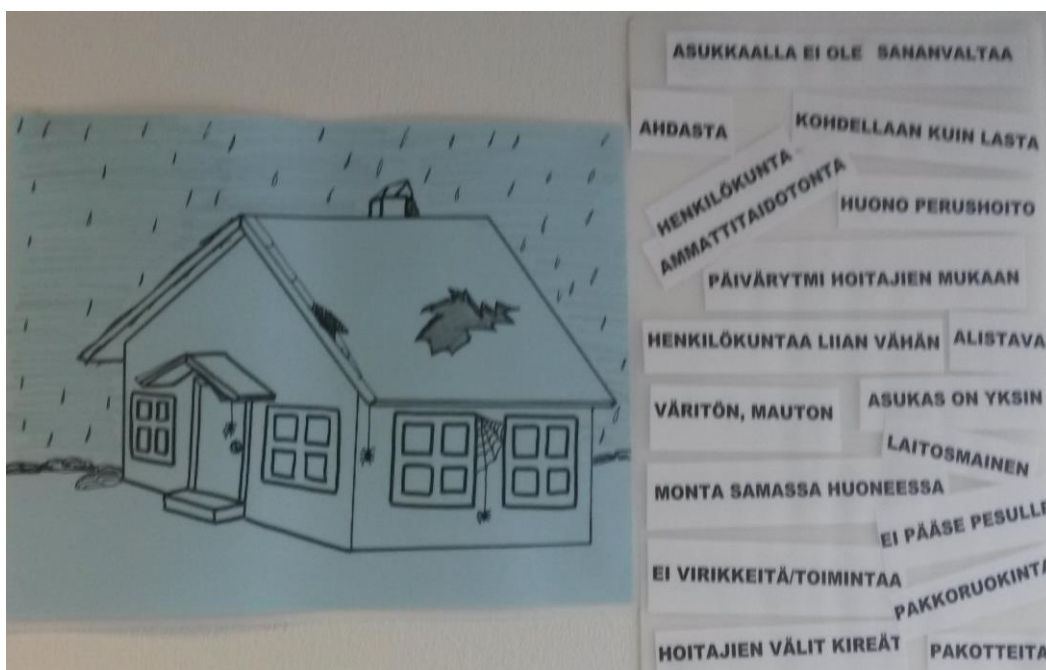 ASUKKAALLA EI OLE SANANVALTAA
AHDASTA
KOHDELLAAN KUIN LASTA
HENKILÖKUNTA
AMMATTITAIDOTONTA
HUONO PERUSHOITO
PÄIVÄRYTMI HOITAJIEN MUKAAN
HENKILÖKUNTAA LIIAN VÄHÄN
ALISTAVA
VÄRITÖN, MAUTON
ASUKAS ON YKSIN
LAITOSMAINEN
MONTA SAMASSA HUONEESSA
EI PÄÄSE PESULLE
EI VIRIKKEITÄ/TOIMINTAA
PAKKORUOKINTA
HOITAJIEN VÄLIT KIREÄT
PAKOTTEITA